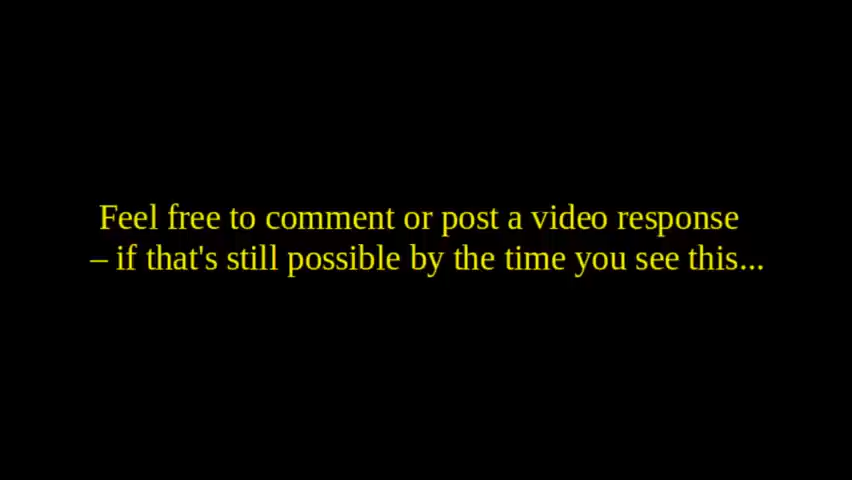 Feel free to comment or post a video response
– if that's still possible by the time you see this...